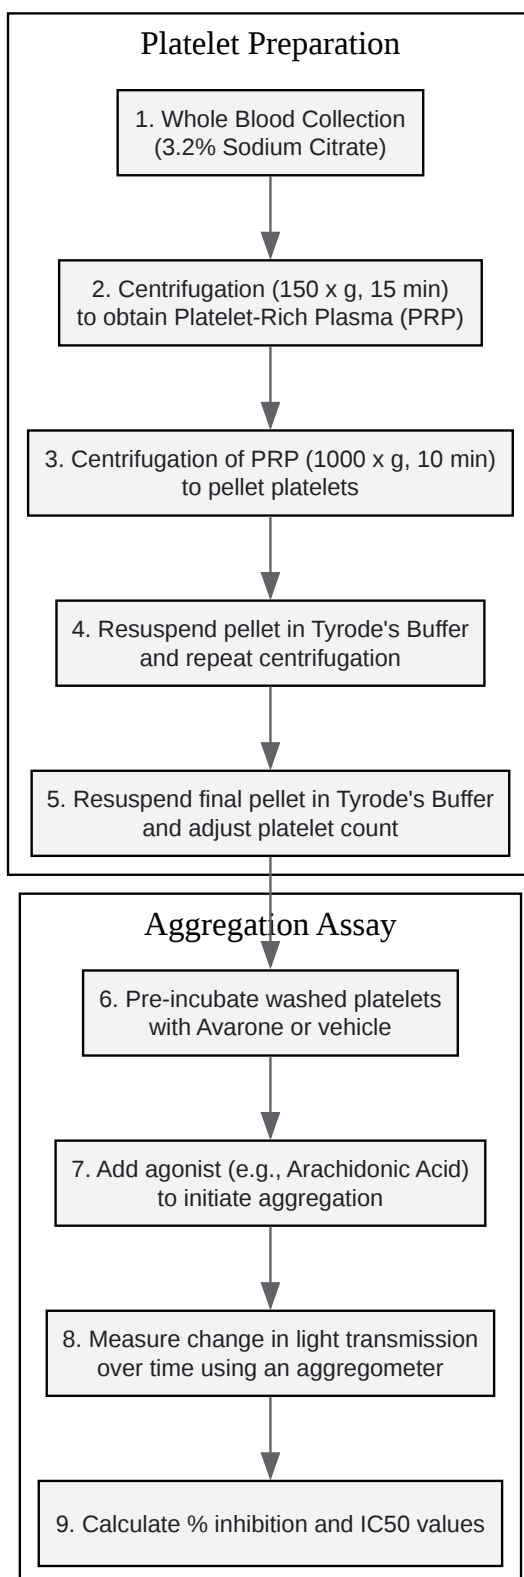 Platelet Preparation
1. Whole Blood Collection
(3.2% Sodium Citrate)
2. Centrifugation (150 x g, 15 min)
to obtain Platelet-Rich Plasma (PRP)
3. Centrifugation of PRP (1000 x g, 10 min)
to pellet platelets
4. Resuspend pellet in Tyrode's Buffer
and repeat centrifugation
5. Resuspend final pellet in Tyrode's Buffer
and adjust platelet count
Aggregation Assay
6. Pre-incubate washed platelets
with Avarone or vehicle
7. Add agonist (e.g., Arachidonic Acid)
to initiate aggregation
8. Measure change in light transmission
over time using an aggregometer
9. Calculate % inhibition and IC50 values